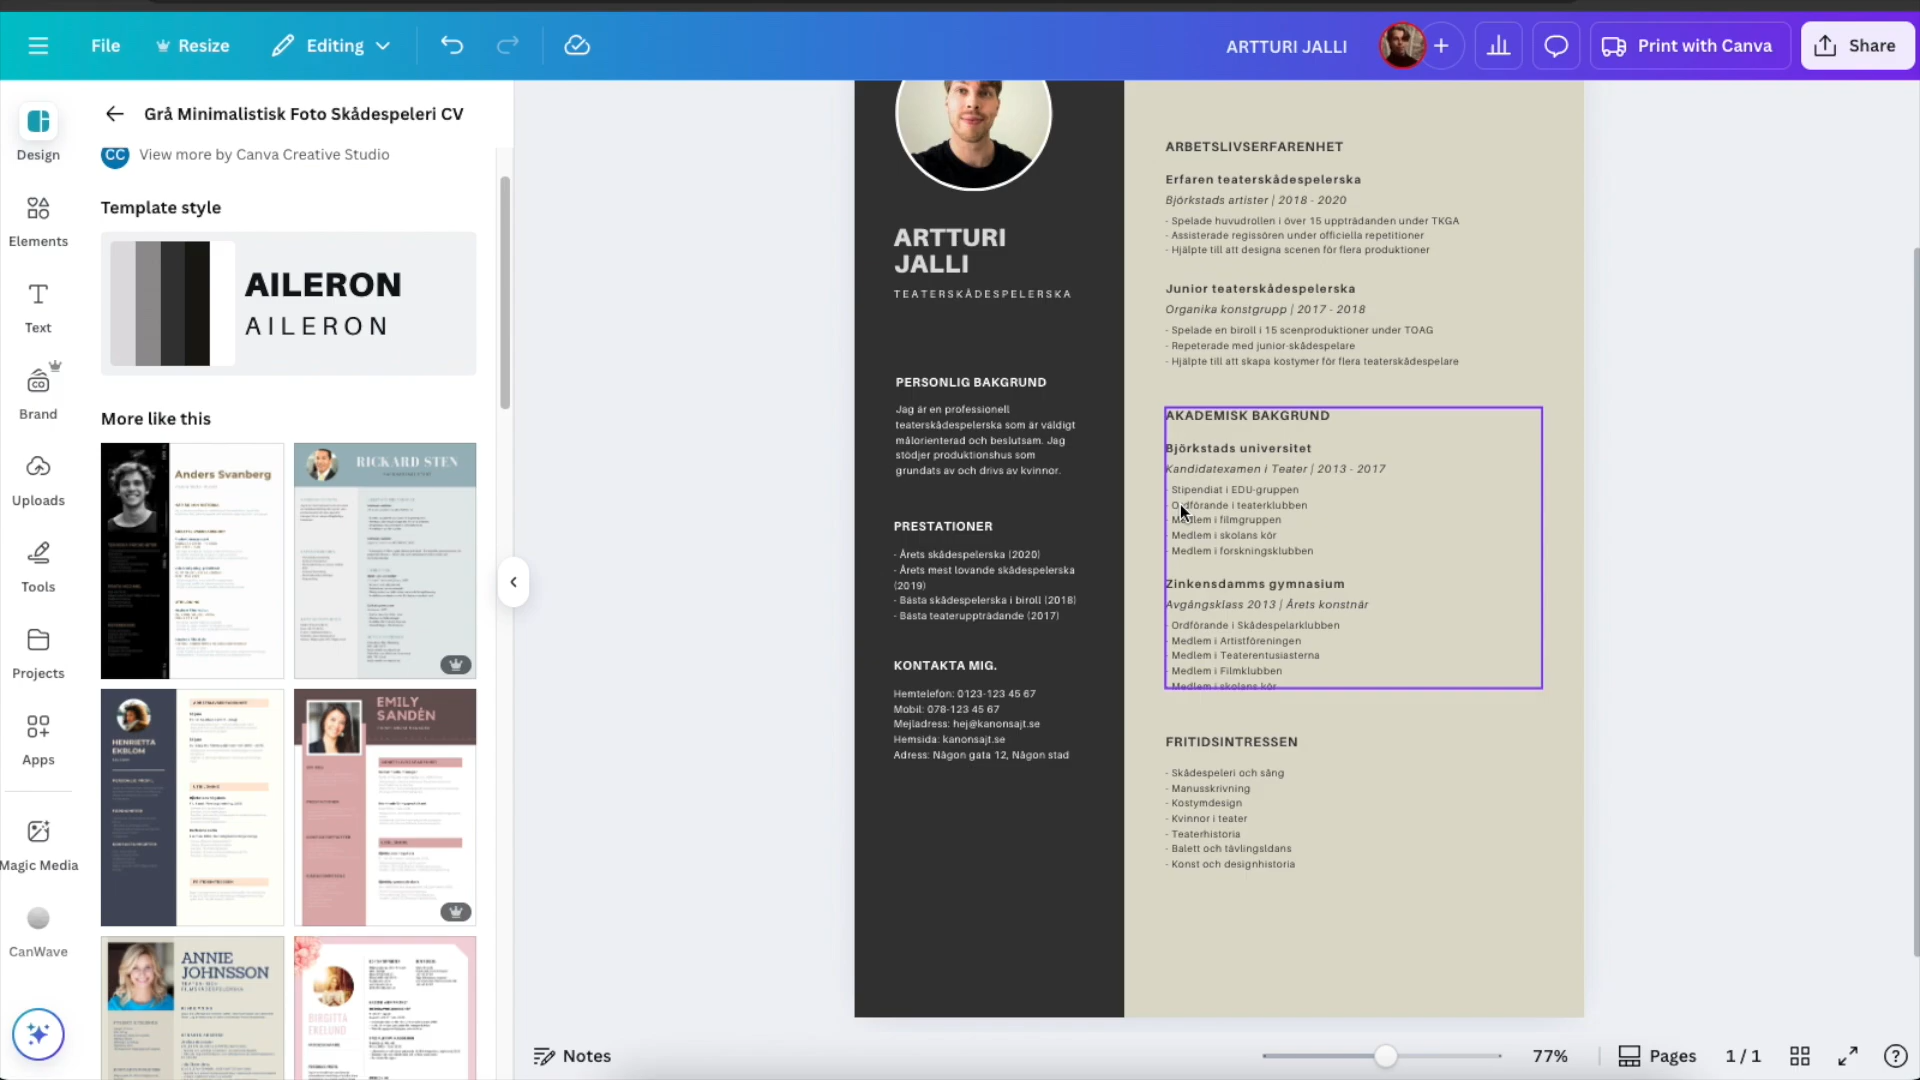 File
Resize
Editing
ARTTURI JALLI
Print with Canva
Share
Design
Elements
Text
Brand
Uploads
Tools
Projects
Apps
Magic Media
CanWave
Grå Minimalistisk Foto Skådespeleri CV
CC View more by Canva Creative Studio
Template style
AILERON
AILERON
More like this
Anders Svanberg
RICKARD STEN
HENRIETTA
EKBLOM
EMILY
SANDÉN
ANNIE
JOHNSSON
BIRGITTA
FRELUND
ARTTURI
JALLI
TEATERSKÅDESPELERSKA
PERSONLIG BAKGRUND
Jag är en professionell
teaterskådespelerska som är väldigt
målorienterad och beslutsam. Jag
stödjer produktionshus som
grundats av och drivs av kvinnor.
PRESTATIONER
- Årets skådespelerska (2020)
- Årets mest lovande skådespelerska
(2019)
- Bästa skådespelerska i biroll (2018)
- Bästa teateruppträdande (2017)
KONTAKTA MIG.
Hemtelefon: 0123-123 45 67
Mobil: 078-123 45 67
Mejladress: hej@kanonsajt.se
Hemsida: kanonsajt.se
Adress: Någon gata 12, Någon stad
ARBETSLIVSERFARENHET
Erfaren teaterskådespelerska
Björkstads artister | 2018 - 2020
- Spelade huvudrollen i över 15 uppträdanden under TKGA
- Assisterade regissören under officiella repetitioner
- Hjälpte till att designa scenen för flera produktioner
Junior teaterskådespelerska
Organika konstgrupp | 2017 - 2018
- Spelade en biroll i 15 scenproduktioner under TOAG
- Repeterade med junior-skådespelare
- Hjälpte till att skapa kostymer för flera teaterskådespelare
AKADEMISK BAKGRUND
Björkstads universitet
Kandidatexamen i Teater | 2013 - 2017
- Stipendiat i EDU-gruppen
- Ordförande i teaterklubben
- Medlem i filmgruppen
- Medlem i skolans kör
- Medlem i forskningsklubben
Zinkensdamms gymnasium
Avgångsklass 2013 | Årets konstnär
- Ordförande i Skådespelarklubben
- Medlem i Artistföreningen
- Medlem i Teaterentusiasterna
- Medlem i Filmklubben
- Medlem i skolans kör
FRITIDSINTRESSEN
- Skådespeleri och sång
- Manusskrivning
- Kostymdesign
- Kvinnor i teater
- Teaterhistoria
- Balett och tävlingsldans
- Konst och designhistoria
Notes
77%
Pages
1 / 1